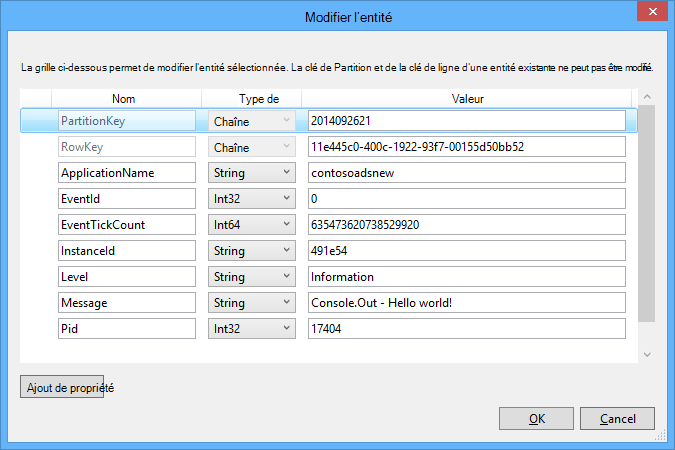 Modifier l'entité
La grille ci-dessous permet de modifier l'entité sélectionnée. La clé de Partition et de la clé de ligne d'une entité existante ne peut pas être modifié.
Nom Type de Valeur
PartitionKey Chaîne 2014092621
RowKey Chaîne 11e445c0-400c-1922-93f7-00155d50bb52
ApplicationName String contosoadsnew
EventId Int32 0
EventTickCount Int64 635473620738529920
InstanceId String 491e54
Level String Information
Message String Console.Out - Hello world!
Pid Int32 17404
Ajout de propriété
OK Cancel